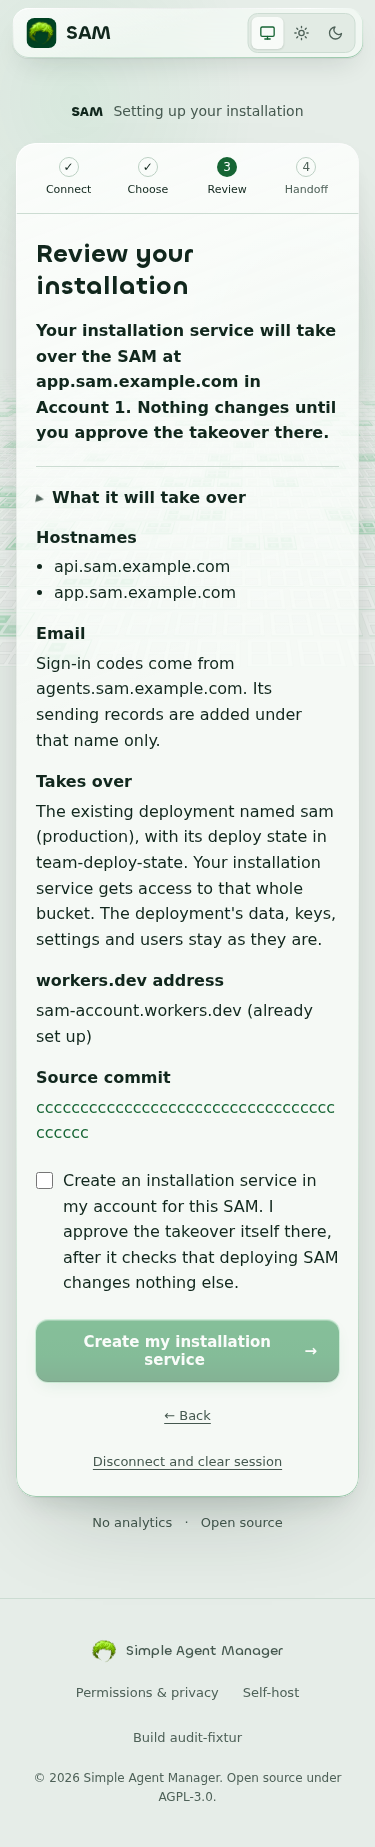 SAM
SAM Setting up your installation
✓ ✓ 3 4
Connect Choose Review Handoff
Review your
installation
Your installation service will take
over the SAM at
app.sam.example.com in
Account 1. Nothing changes until
you approve the takeover there.
▸ What it will take over
Hostnames
• api.sam.example.com
• app.sam.example.com
Email
Sign-in codes come from
agents.sam.example.com. Its
sending records are added under
that name only.
Takes over
The existing deployment named sam
(production), with its deploy state in
team-deploy-state. Your installation
service gets access to that whole
bucket. The deployment's data, keys,
settings and users stay as they are.
workers.dev address
sam-account.workers.dev (already
set up)
Source commit
cccccccccccccccccccccccccccccccccc
cccccc
Create an installation service in
my account for this SAM. I
approve the takeover itself there,
after it checks that deploying SAM
changes nothing else.
Create my installation
service →
← Back
Disconnect and clear session
No analytics · Open source
Simple Agent Manager
Permissions & privacy Self-host
Build audit-fixtur
© 2026 Simple Agent Manager. Open source under
AGPL-3.0.